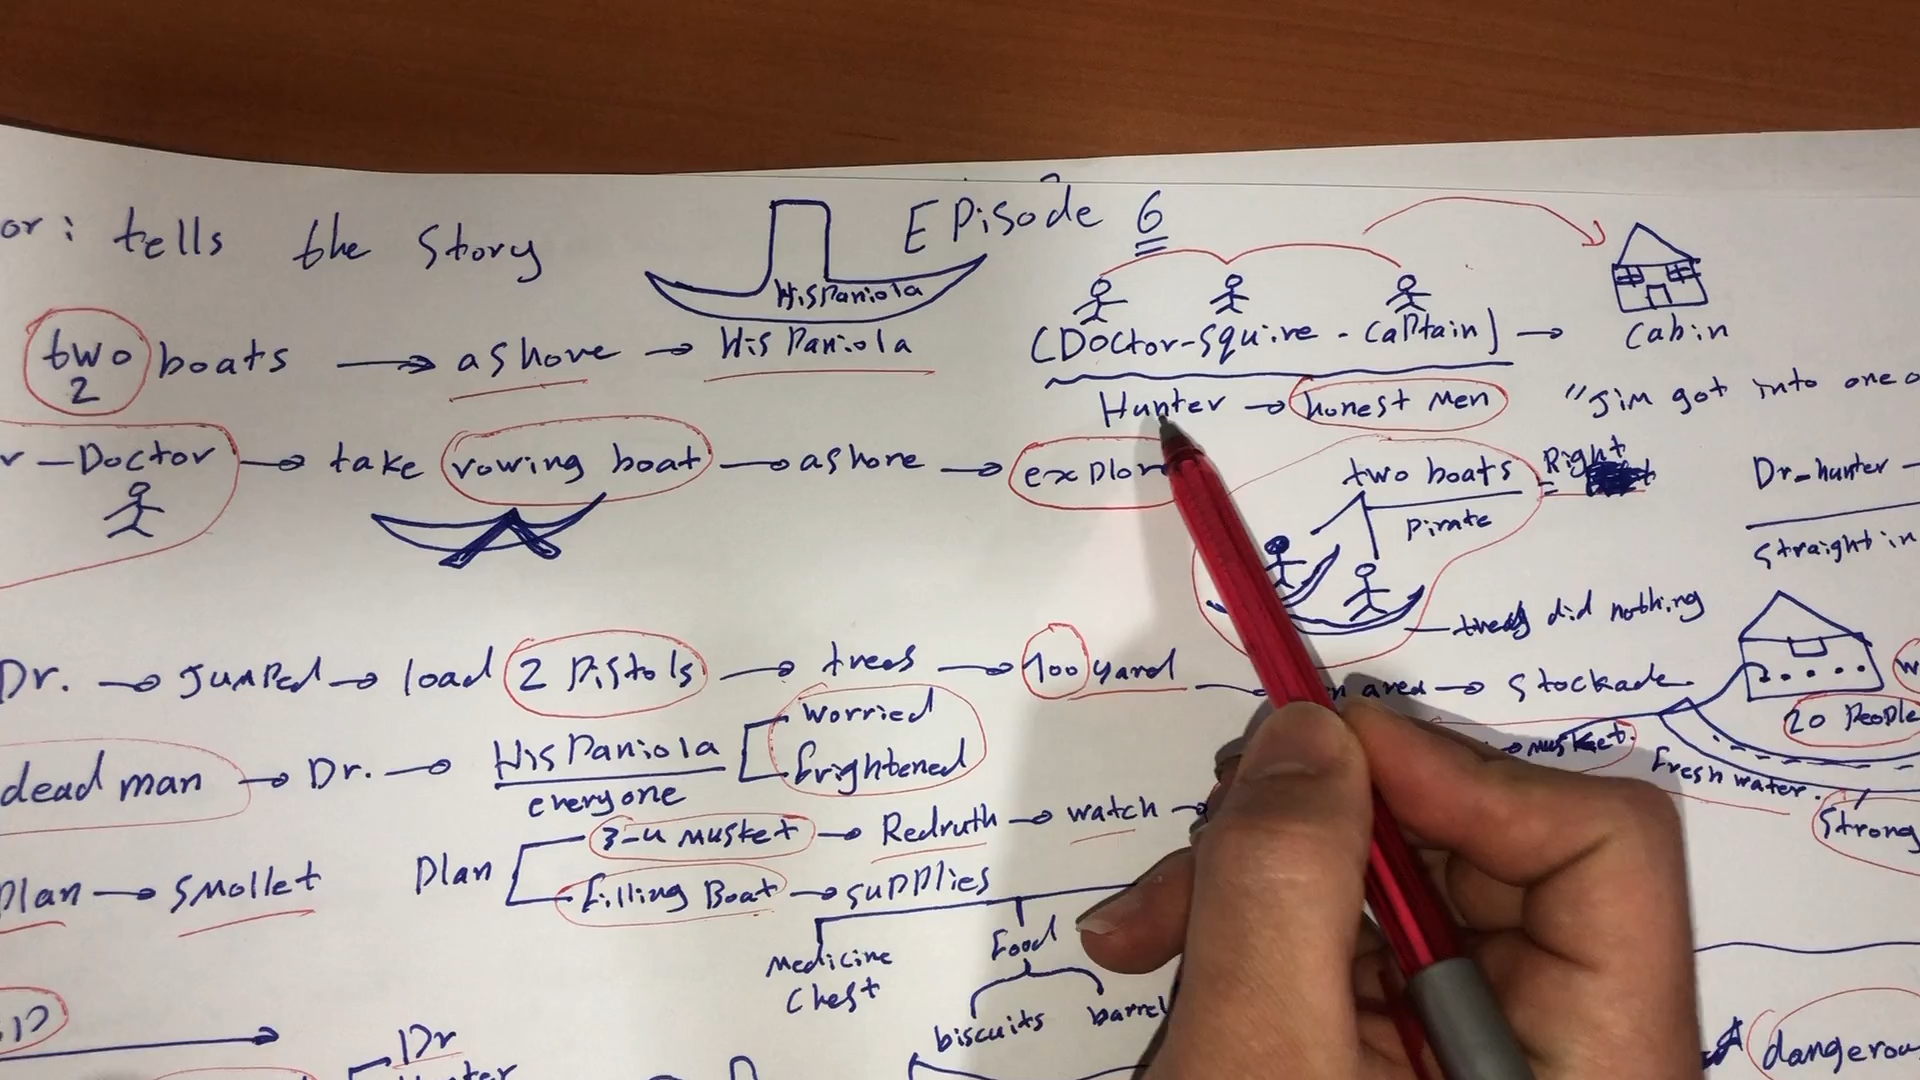 Episode 6
or: tells the story
Hispaniola
two boats → ashore → Hispaniola
2
(Doctor-Squire-Captain) → Cabin
Hunter → honest men
"Jim got into one o
r-Doctor → take rowing boat → ashore → explor
two boats = Right
Pirate
Dr-hunter -
Straight in
trees did nothing
Dr. → Jumped → load 2 Pistols → trees → 100 yard
area → Stockade
20 People
worried
frightened
dead man → Dr. → Hispaniola
everyone
→ musket.
fresh water.
Strong
Plan → Smollet
Plan
3-4 musket → Redruth → watch →
filling Boat → supplies
medicine
chest
Food
biscuits
barrel
Dr
Hunter
dangerou